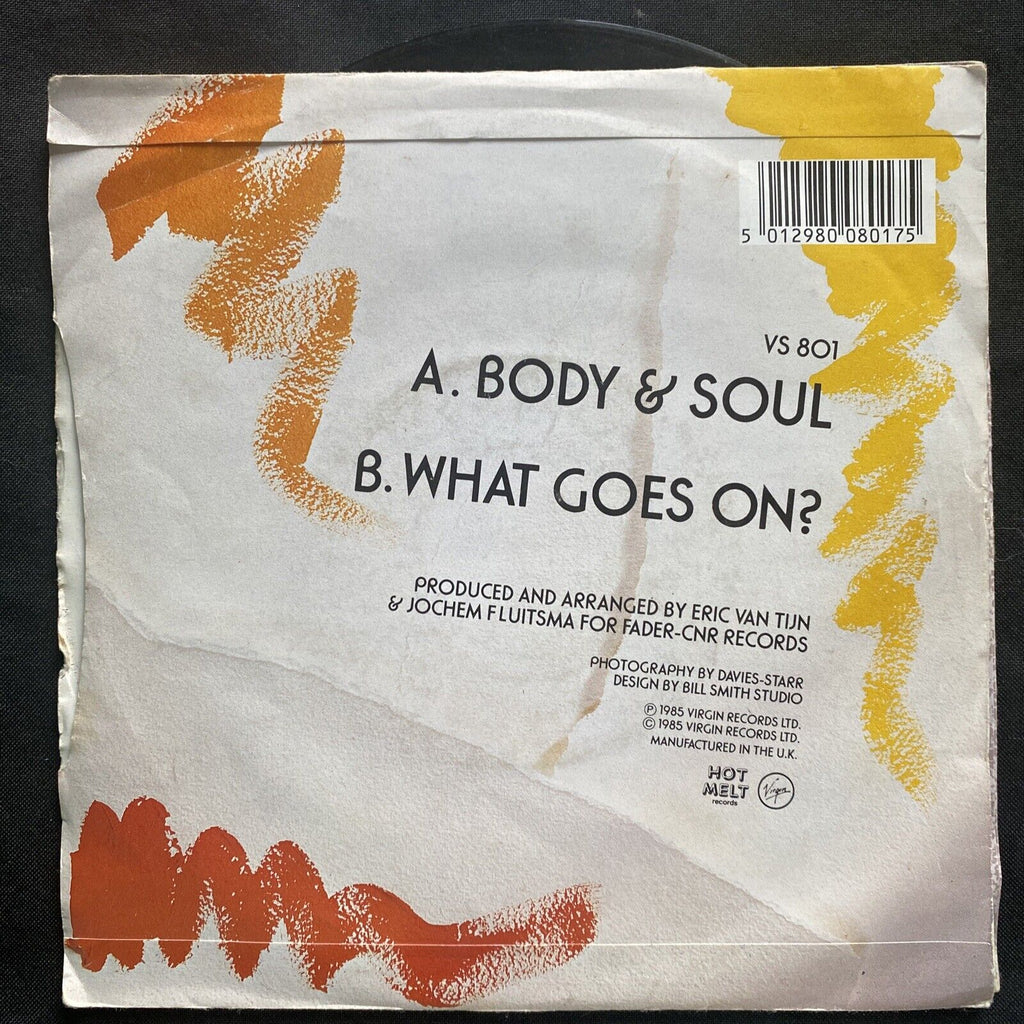 5 012980 080175
VS 801
A. BODY & SOUL
B. WHAT GOES ON?
PRODUCED AND ARRANGED BY ERIC VAN TIJN
& JOCHEM FLUITSMA FOR FADER-CNR RECORDS
PHOTOGRAPHY BY DAVIES-STARR
DESIGN BY BILL SMITH STUDIO
℗ 1985 VIRGIN RECORDS LTD.
© 1985 VIRGIN RECORDS LTD.
MANUFACTURED IN THE U.K.
HOT
MELT
records
Virgin